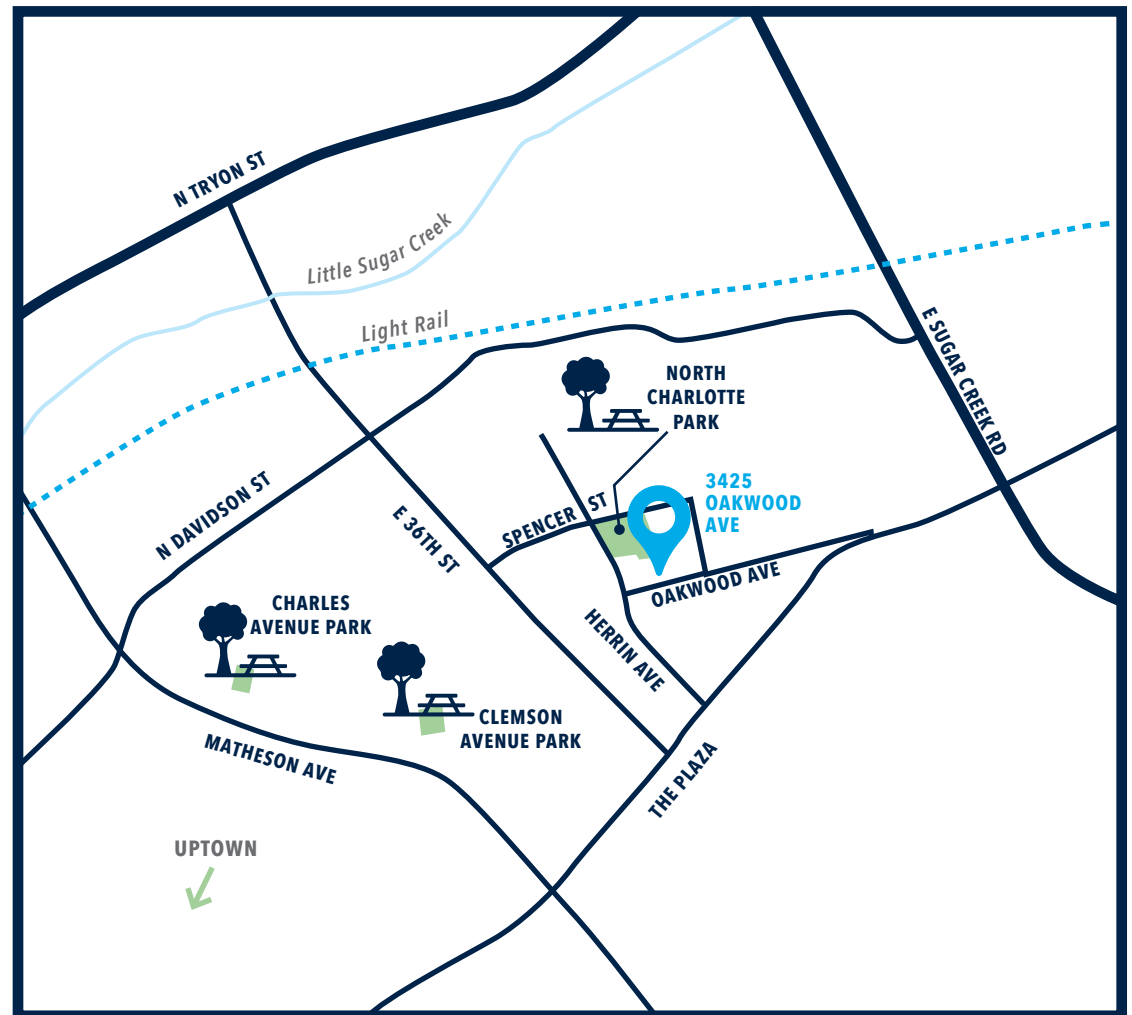 N TRYON ST
Little Sugar Creek
Light Rail
E SUGAR CREEK RD
NORTH
CHARLOTTE
PARK
3425
OAKWOOD
AVE
N DAVIDSON ST
E 36TH ST
SPENCER ST
OAKWOOD AVE
HERRIN AVE
CHARLES
AVENUE PARK
CLEMSON
AVENUE PARK
MATHESON AVE
THE PLAZA
UPTOWN